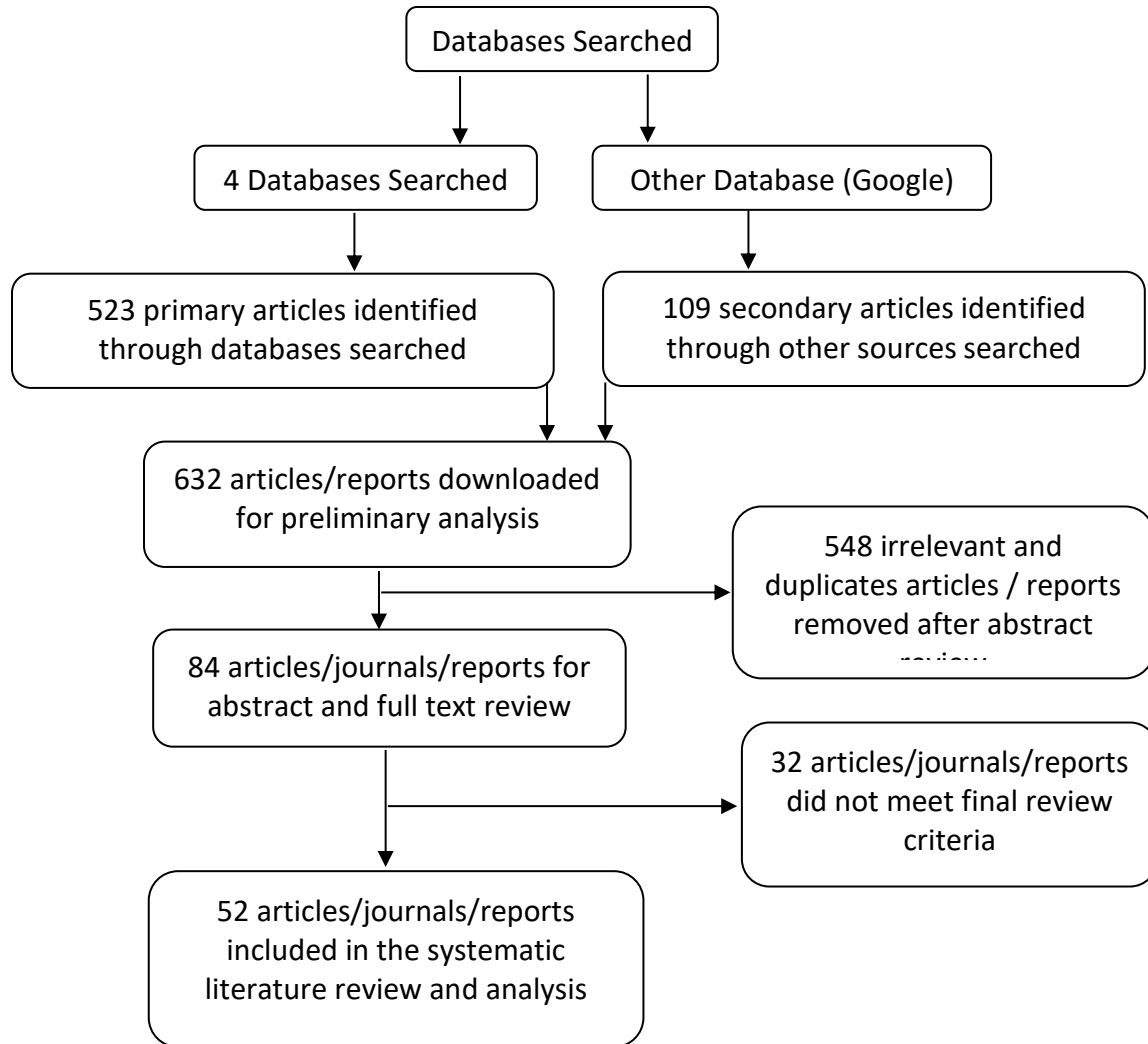 Databases Searched
4 Databases Searched
Other Database (Google)
523 primary articles identified
through databases searched
109 secondary articles identified
through other sources searched
632 articles/reports downloaded
for preliminary analysis
548 irrelevant and
duplicates articles / reports
removed after abstract
review
84 articles/journals/reports for
abstract and full text review
32 articles/journals/reports
did not meet final review
criteria
52 articles/journals/reports
included in the systematic
literature review and analysis